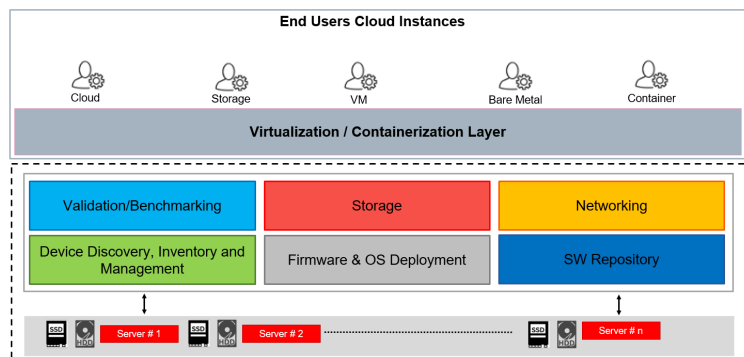 End Users Cloud Instances
Cloud
Storage
VM
Bare Metal
Container
Virtualization / Containerization Layer
Validation/Benchmarking
Storage
Networking
Device Discovery, Inventory and
Management
Firmware & OS Deployment
SW Repository
SSD
HDD
Server # 1
SSD
HDD
Server # 2
SSD
HDD
Server # n